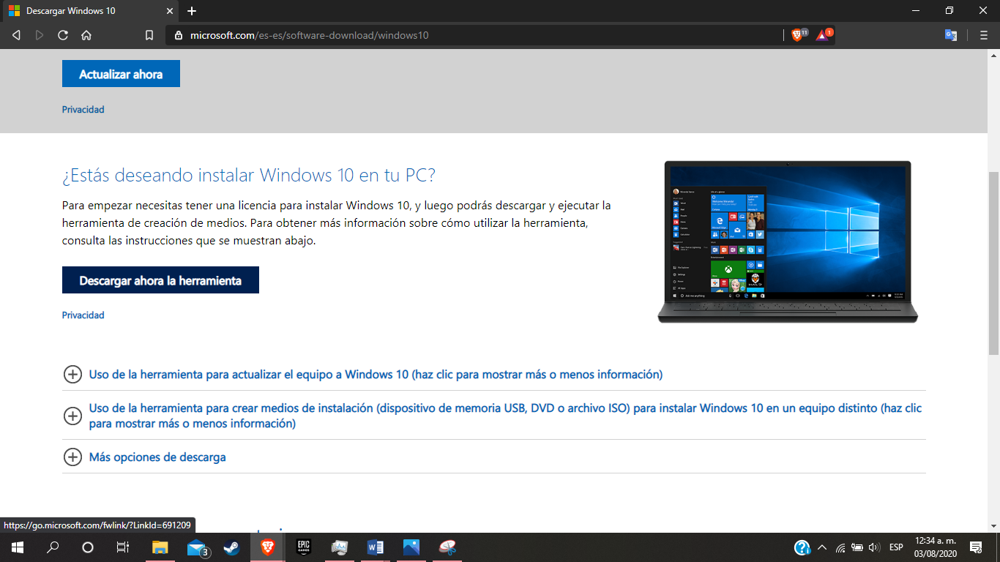 Descargar Windows 10
microsoft.com/es-es/software-download/windows10
11
1
Actualizar ahora
Privacidad
¿Estás deseando instalar Windows 10 en tu PC?
Para empezar necesitas tener una licencia para instalar Windows 10, y luego podrás descargar y ejecutar la
herramienta de creación de medios. Para obtener más información sobre cómo utilizar la herramienta,
consulta las instrucciones que se muestran abajo.
Descargar ahora la herramienta
Privacidad
Uso de la herramienta para actualizar el equipo a Windows 10 (haz clic para mostrar más o menos información)
Uso de la herramienta para crear medios de instalación (dispositivo de memoria USB, DVD o archivo ISO) para instalar Windows 10 en un equipo distinto (haz clic
para mostrar más o menos información)
Más opciones de descarga
https://go.microsoft.com/fwlink/?LinkId=691209
3
EPIC
GAMES
ESP
12:34 a. m.
03/08/2020